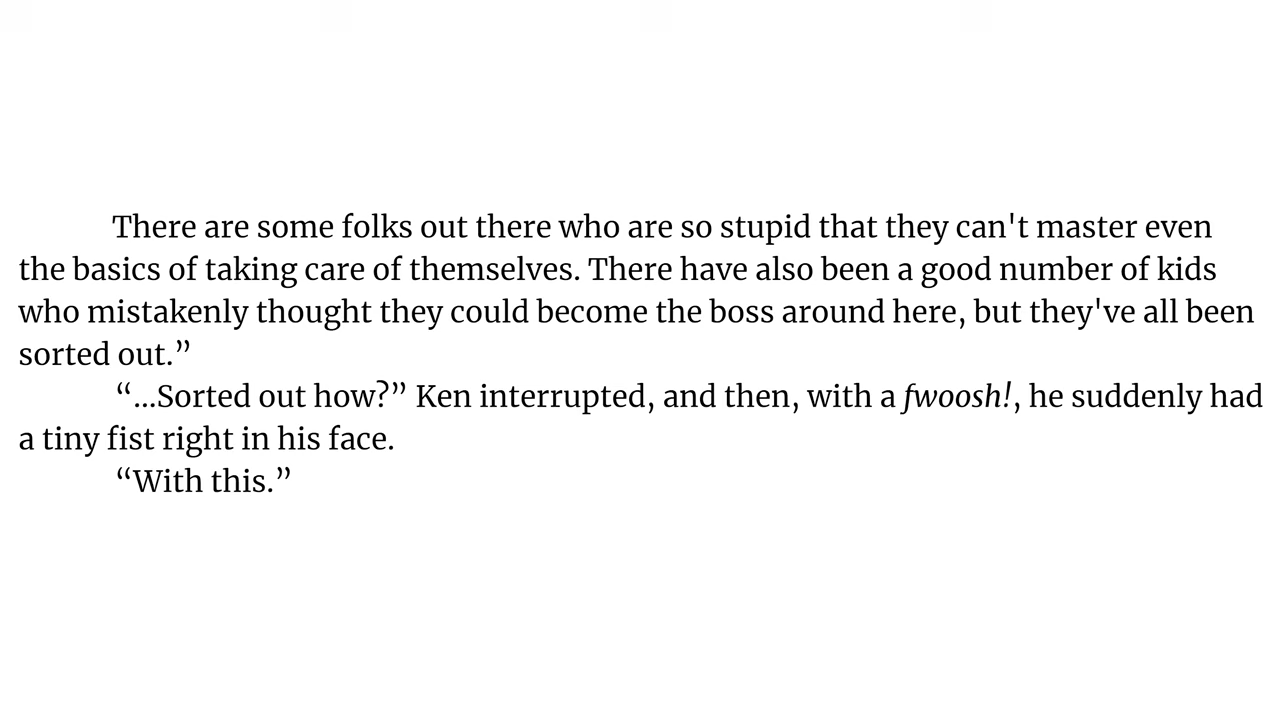 There are some folks out there who are so stupid that they can't master even
the basics of taking care of themselves. There have also been a good number of kids
who mistakenly thought they could become the boss around here, but they've all been
sorted out.”
“...Sorted out how?” Ken interrupted, and then, with a fwoosh!, he suddenly had
a tiny fist right in his face.
“With this.”